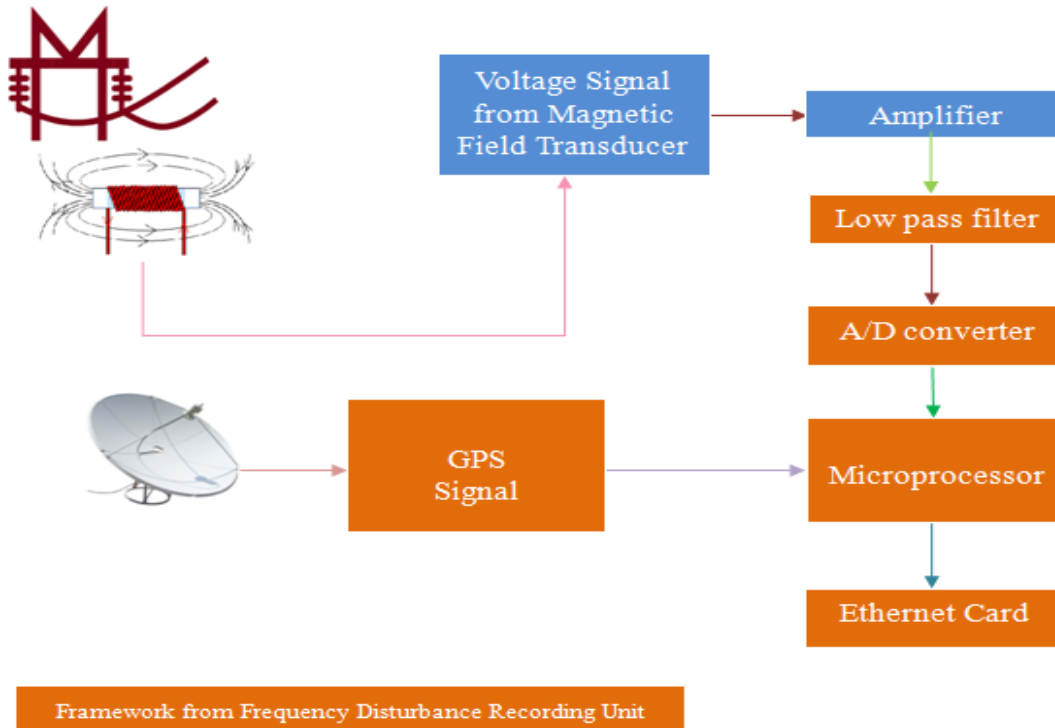 Voltage Signal
from Magnetic
Field Transducer
Amplifier
Low pass filter
A/D converter
GPS
Signal
Microprocessor
Ethernet Card
Framework from Frequency Disturbance Recording Unit